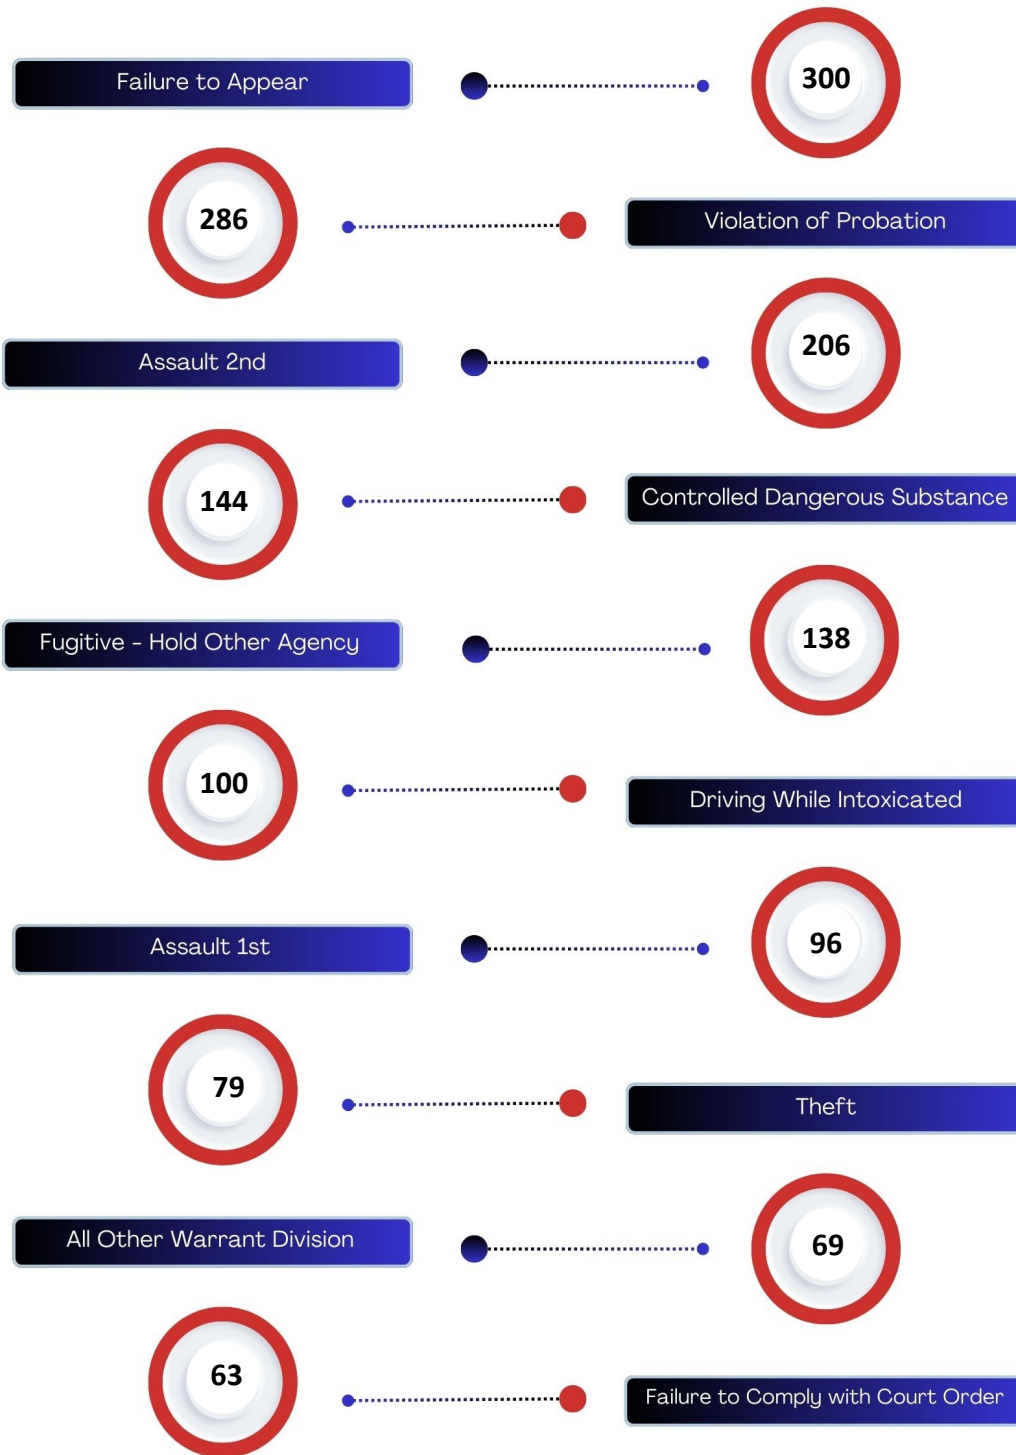 Failure to Appear
300
286
Violation of Probation
Assault 2nd
206
144
Controlled Dangerous Substance
Fugitive - Hold Other Agency
138
100
Driving While Intoxicated
Assault 1st
96
79
Theft
All Other Warrant Division
69
63
Failure to Comply with Court Order